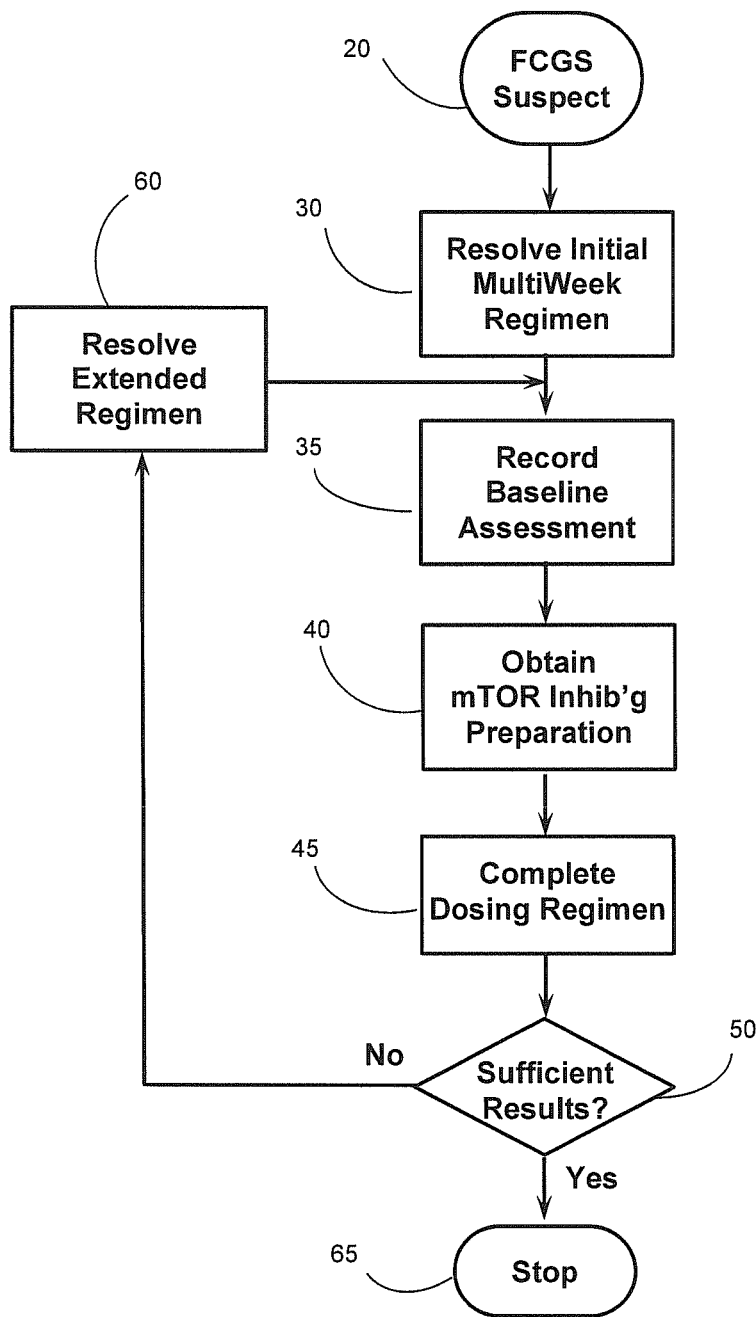 20
FCGS
Suspect
60
30
Resolve Initial
MultiWeek
Regimen
Resolve
Extended
Regimen
35
Record
Baseline
Assessment
40
Obtain
mTOR Inhib'g
Preparation
45
Complete
Dosing Regimen
50
No
Sufficient
Results?
Yes
65
Stop